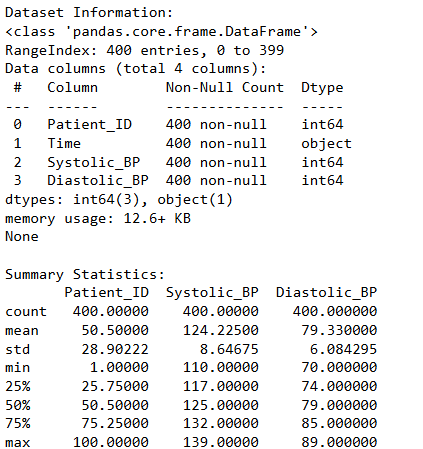 Dataset Information:
<class 'pandas.core.frame.DataFrame'>
RangeIndex: 400 entries, 0 to 399
Data columns (total 4 columns):
 #   Column        Non-Null Count  Dtype
---  ------        --------------  -----
 0   Patient_ID    400 non-null    int64
 1   Time          400 non-null    object
 2   Systolic_BP   400 non-null    int64
 3   Diastolic_BP  400 non-null    int64
dtypes: int64(3), object(1)
memory usage: 12.6+ KB
None

Summary Statistics:
       Patient_ID  Systolic_BP  Diastolic_BP
count   400.00000    400.00000    400.000000
mean     50.50000    124.22500     79.330000
std      28.90222      8.64675      6.084295
min       1.00000    110.00000     70.000000
25%      25.75000    117.00000     74.000000
50%      50.50000    125.00000     79.000000
75%      75.25000    132.00000     85.000000
max     100.00000    139.00000     89.000000